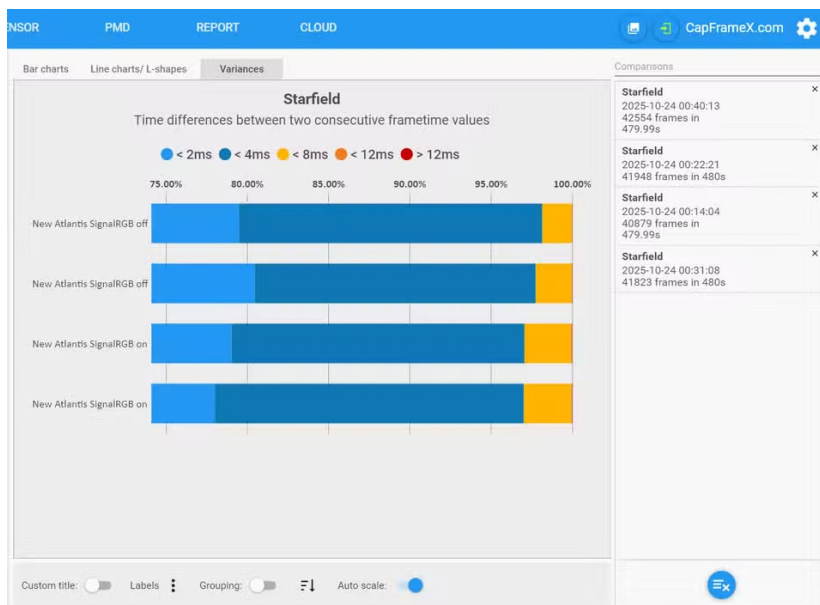 NSOR PMD REPORT CLOUD CapFrameX.com
Bar charts Line charts/ L-shapes Variances
Starfield
Time differences between two consecutive frametime values
< 2ms < 4ms < 8ms < 12ms > 12ms
75.00% 80.00% 85.00% 90.00% 95.00% 100.00%
New Atlantis SignalRGB off
New Atlantis SignalRGB off
New Atlantis SignalRGB on
New Atlantis SignalRGB on
Custom title: Labels Grouping: Auto scale:
Comparisons
Starfield
2025-10-24 00:40:13
42554 frames in
479.99s
Starfield
2025-10-24 00:22:21
41948 frames in 480s
Starfield
2025-10-24 00:14:04
40879 frames in
479.99s
Starfield
2025-10-24 00:31:08
41823 frames in 480s